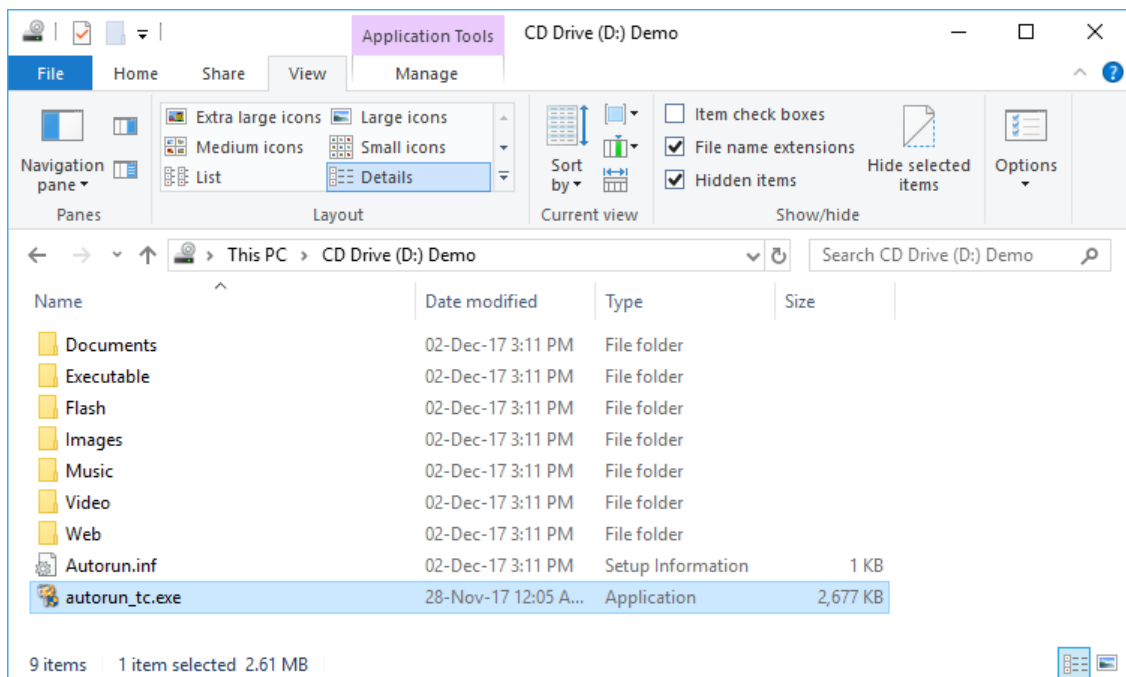 Application Tools CD Drive (D:) Demo
File Home Share View Manage
Extra large icons Large icons Item check boxes
Medium icons Small icons File name extensions
Navigation pane List Details Sort by Hidden items Hide selected items Options
Panes Layout Current view Show/hide
This PC CD Drive (D:) Demo Search CD Drive (D:) Demo
Name Date modified Type Size
Documents 02-Dec-17 3:11 PM File folder
Executable 02-Dec-17 3:11 PM File folder
Flash 02-Dec-17 3:11 PM File folder
Images 02-Dec-17 3:11 PM File folder
Music 02-Dec-17 3:11 PM File folder
Video 02-Dec-17 3:11 PM File folder
Web 02-Dec-17 3:11 PM File folder
Autorun.inf 02-Dec-17 3:11 PM Setup Information 1 KB
autorun_tc.exe 28-Nov-17 12:05 A... Application 2,677 KB
9 items 1 item selected 2.61 MB